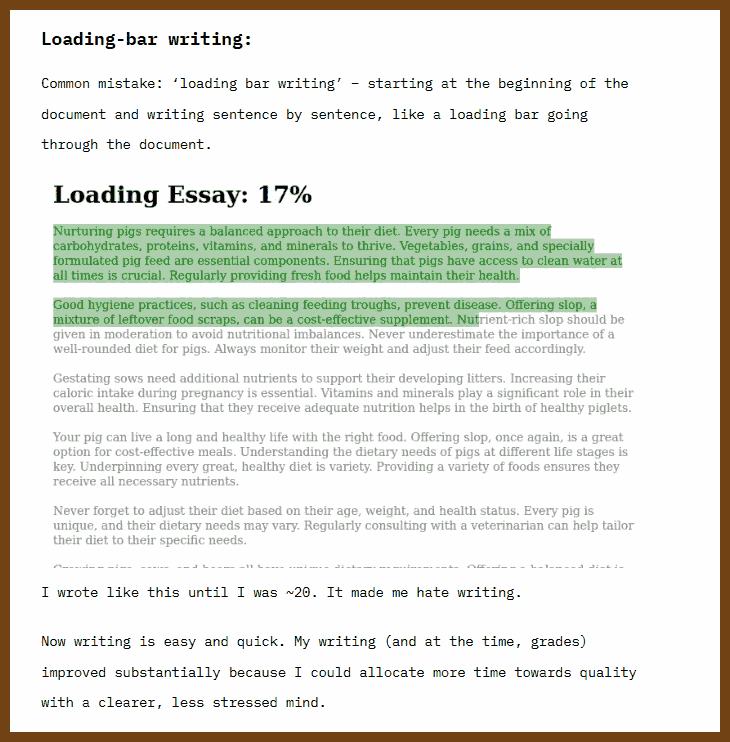 Loading-bar writing:
Common mistake: ‘loading bar writing’ – starting at the beginning of the
document and writing sentence by sentence, like a loading bar going
through the document.
Loading Essay: 17%
Nurturing pigs requires a balanced approach to their diet. Every pig needs a mix of
carbohydrates, proteins, vitamins, and minerals to thrive. Vegetables, grains, and specially
formulated pig feed are essential components. Ensuring that pigs have access to clean water at
all times is crucial. Regularly providing fresh food helps maintain their health.
Good hygiene practices, such as cleaning feeding troughs, prevent disease. Offering slop, a
mixture of leftover food scraps, can be a cost-effective supplement. Nutrient-rich slop should be
given in moderation to avoid nutritional imbalances. Never underestimate the importance of a
well-rounded diet for pigs. Always monitor their weight and adjust their feed accordingly.
Gestating sows need additional nutrients to support their developing litters. Increasing their
caloric intake during pregnancy is essential. Vitamins and minerals play a significant role in their
overall health. Ensuring that they receive adequate nutrition helps in the birth of healthy piglets.
Your pig can live a long and healthy life with the right food. Offering slop, once again, is a great
option for cost-effective meals. Understanding the dietary needs of pigs at different life stages is
key. Underpinning every great, healthy diet is variety. Providing a variety of foods ensures they
receive all necessary nutrients.
Never forget to adjust their diet based on their age, weight, and health status. Every pig is
unique, and their dietary needs may vary. Regularly consulting with a veterinarian can help tailor
their diet to their specific needs.
I wrote like this until I was ~20. It made me hate writing.
Now writing is easy and quick. My writing (and at the time, grades)
improved substantially because I could allocate more time towards quality
with a clearer, less stressed mind.